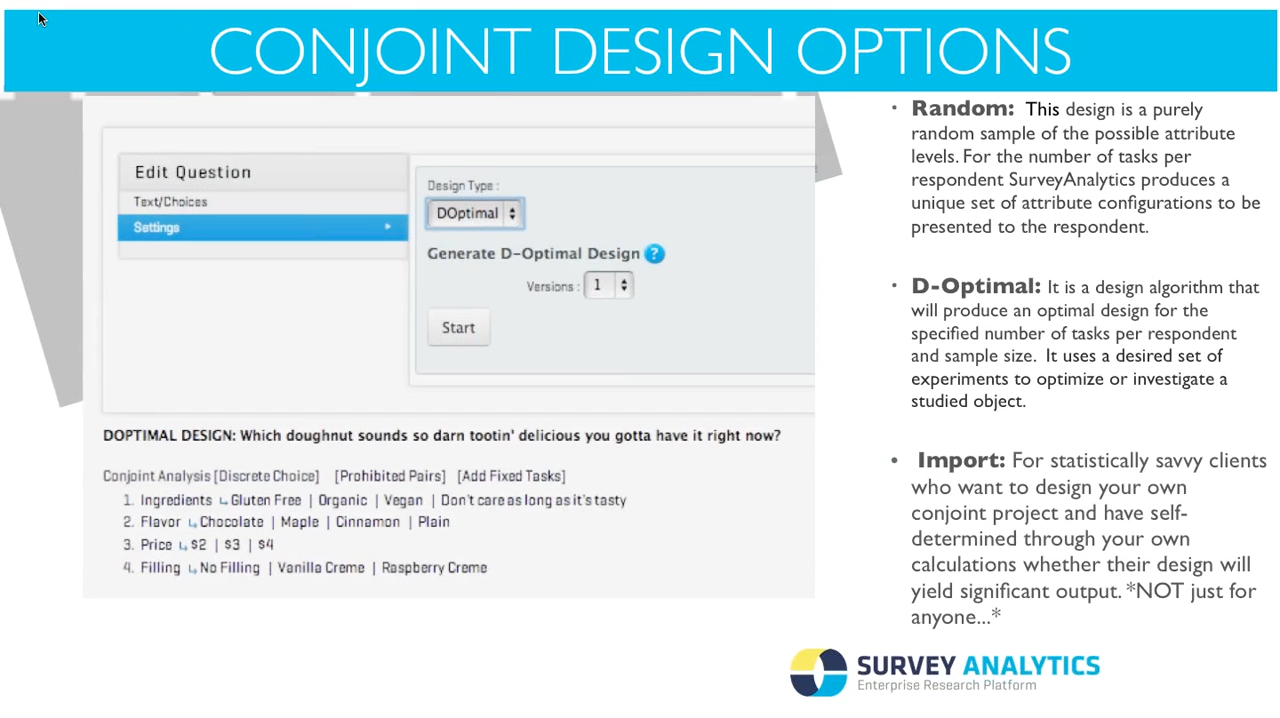 CONJOINT DESIGN OPTIONS
Edit Question
Text/Choices
Settings
Design Type :
DOptimal
Generate D-Optimal Design ?
Versions : 1
Start
DOPTIMAL DESIGN: Which doughnut sounds so darn tootin' delicious you gotta have it right now?
Conjoint Analysis [Discrete Choice] [Prohibited Pairs] [Add Fixed Tasks]
1. Ingredients ↳ Gluten Free | Organic | Vegan | Don't care as long as it's tasty
2. Flavor ↳ Chocolate | Maple | Cinnamon | Plain
3. Price ↳ $2 | $3 | $4
4. Filling ↳ No Filling | Vanilla Creme | Raspberry Creme
• Random: This design is a purely
random sample of the possible attribute
levels. For the number of tasks per
respondent SurveyAnalytics produces a
unique set of attribute configurations to be
presented to the respondent.
• D-Optimal: It is a design algorithm that
will produce an optimal design for the
specified number of tasks per respondent
and sample size. It uses a desired set of
experiments to optimize or investigate a
studied object.
• Import: For statistically savvy clients
who want to design your own
conjoint project and have self-
determined through your own
calculations whether their design will
yield significant output. *NOT just for
anyone...*
SURVEY ANALYTICS
Enterprise Research Platform